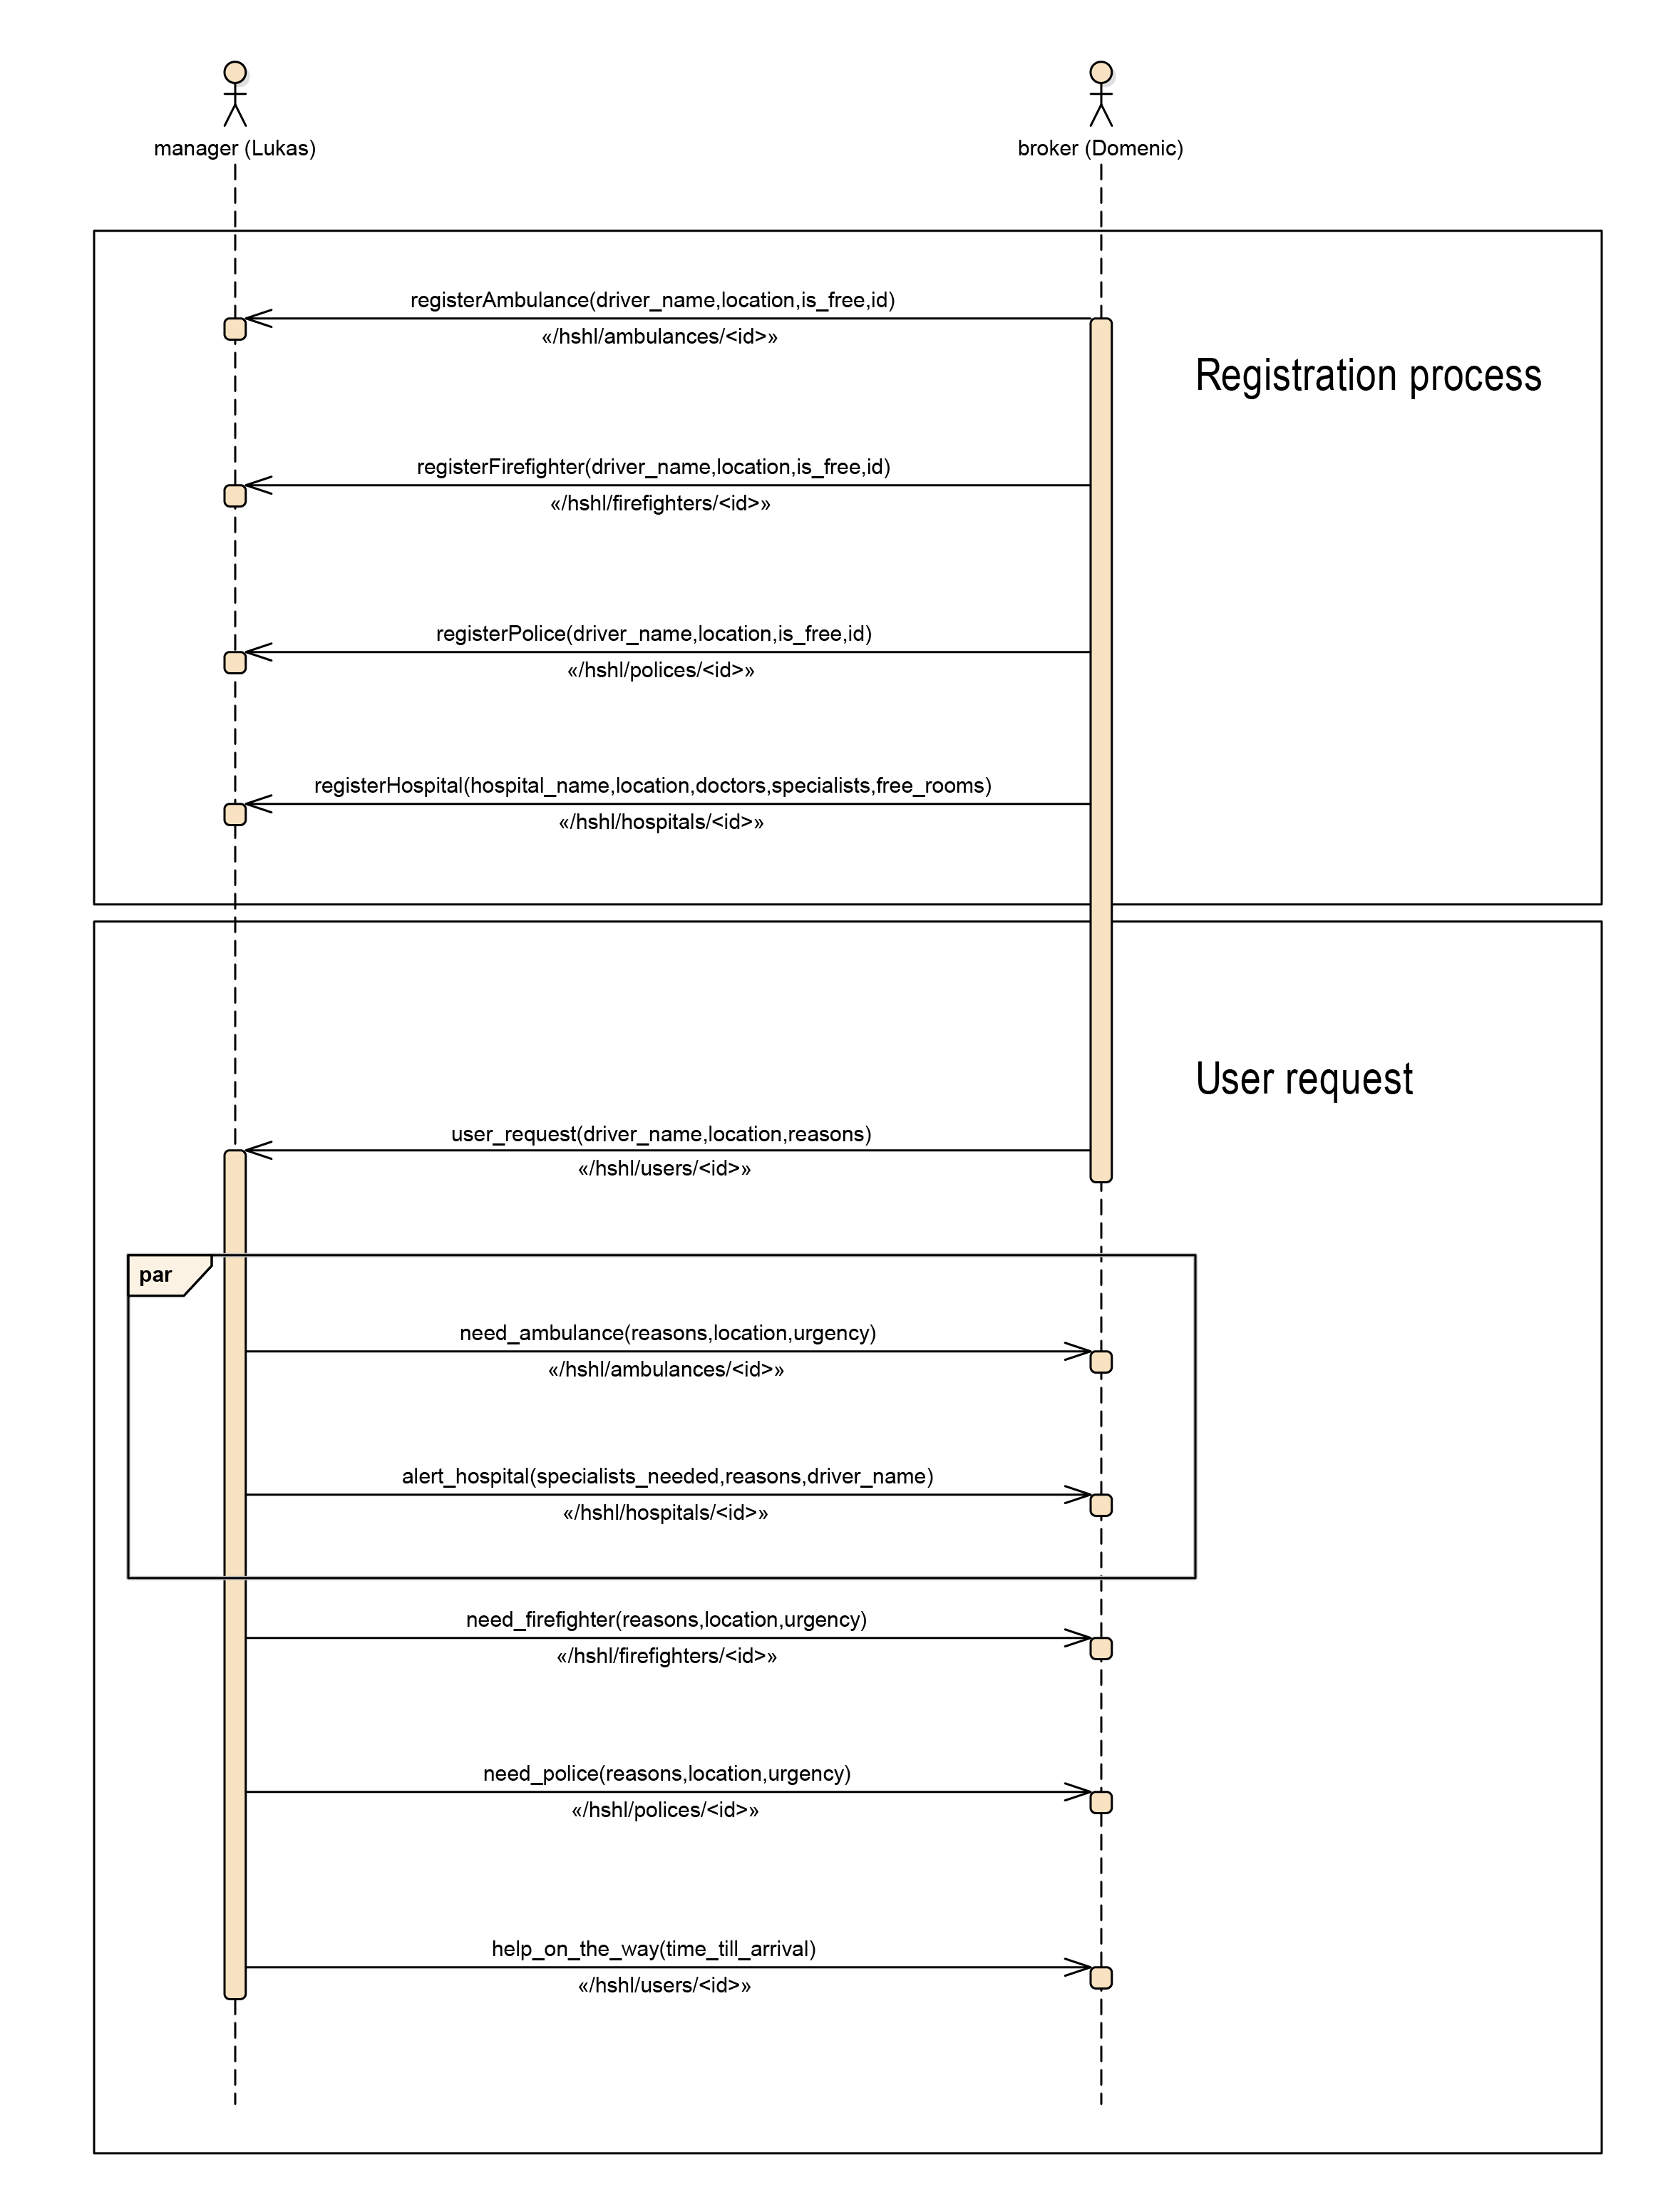 manager (Lukas)
broker (Domenic)
registerAmbulance(driver_name,location,is_free,id)
«/hshl/ambulances/<id>»
Registration process
registerFirefighter(driver_name,location,is_free,id)
«/hshl/firefighters/<id>»
registerPolice(driver_name,location,is_free,id)
«/hshl/polices/<id>»
registerHospital(hospital_name,location,doctors,specialists,free_rooms)
«/hshl/hospitals/<id>»
User request
user_request(driver_name,location,reasons)
«/hshl/users/<id>»
par
need_ambulance(reasons,location,urgency)
«/hshl/ambulances/<id>»
alert_hospital(specialists_needed,reasons,driver_name)
«/hshl/hospitals/<id>»
need_firefighter(reasons,location,urgency)
«/hshl/firefighters/<id>»
need_police(reasons,location,urgency)
«/hshl/polices/<id>»
help_on_the_way(time_till_arrival)
«/hshl/users/<id>»